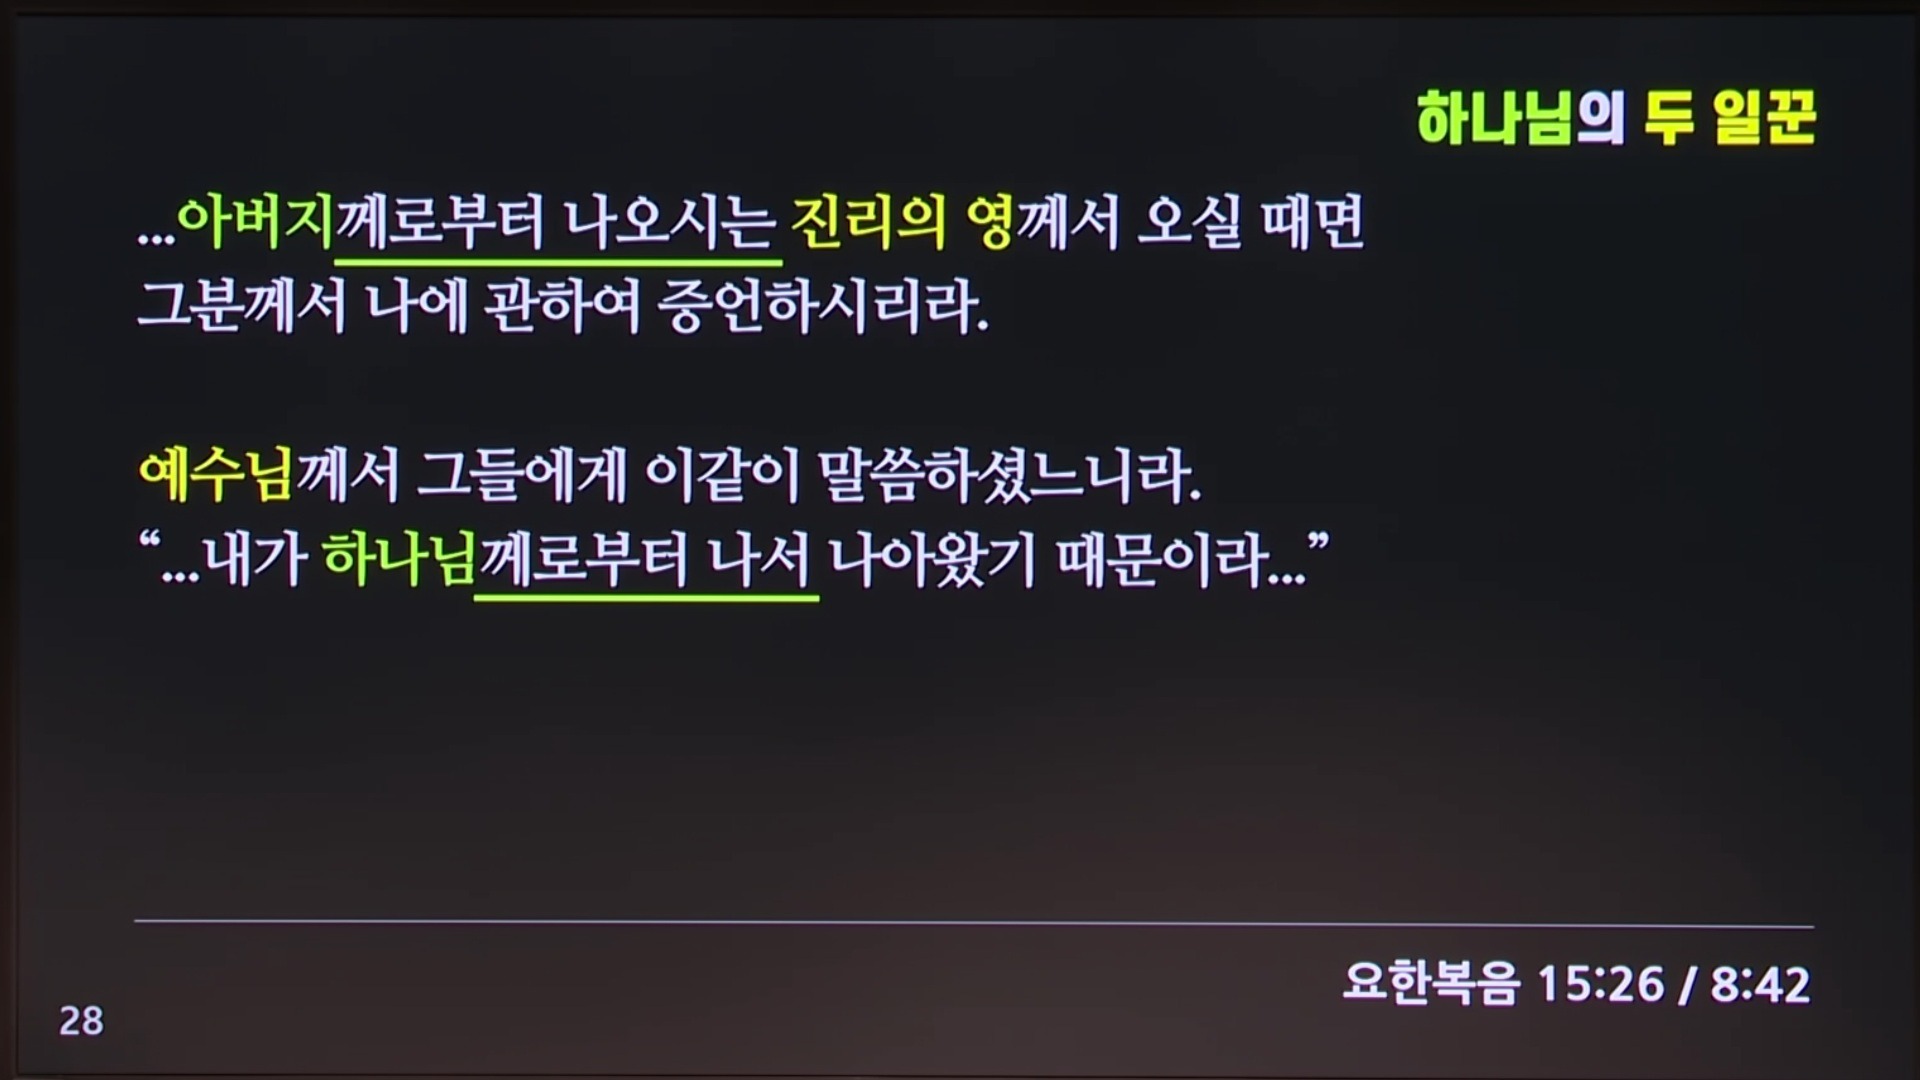 하나님의 두 일꾼
...아버지께로부터 나오시는 진리의 영께서 오실 때면
그분께서 나에 관하여 증언하시리라.
예수님께서 그들에게 이같이 말씀하셨느니라.
“...내가 하나님께로부터 나서 나아왔기 때문이라...”
요한복음 15:26 / 8:42
28